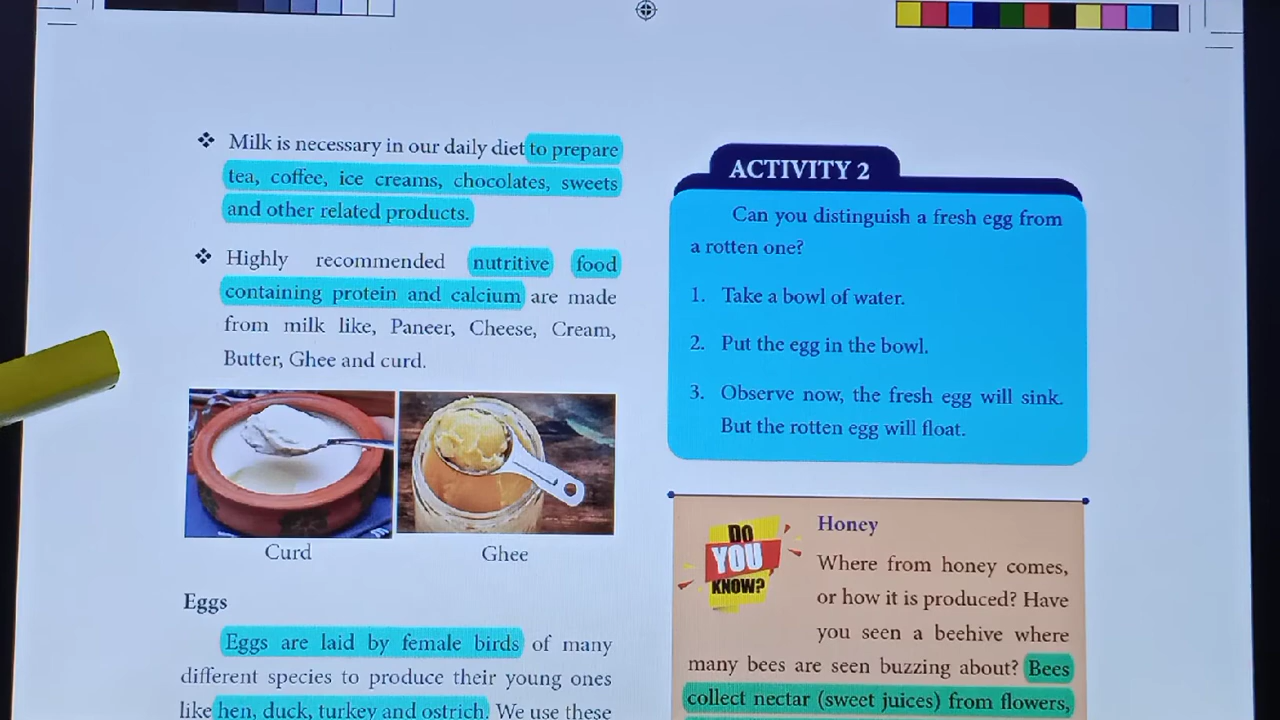 ❖ Milk is necessary in our daily diet to prepare
tea, coffee, ice creams, chocolates, sweets
and other related products.
❖ Highly recommended nutritive food
containing protein and calcium are made
from milk like, Paneer, Cheese, Cream,
Butter, Ghee and curd.
Curd
Ghee
Eggs
Eggs are laid by female birds of many
different species to produce their young ones
like hen, duck, turkey and ostrich. We use these
ACTIVITY 2
Can you distinguish a fresh egg from
a rotten one?
1. Take a bowl of water.
2. Put the egg in the bowl.
3. Observe now, the fresh egg will sink.
But the rotten egg will float.
DO
YOU
KNOW?
Honey
Where from honey comes,
or how it is produced? Have
you seen a beehive where
many bees are seen buzzing about? Bees
collect nectar (sweet juices) from flowers,